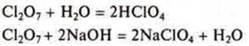 Cl₂O₇ + H₂O = 2HClO₄
Cl₂O₇ + 2NaOH = 2NaClO₄ + H₂O